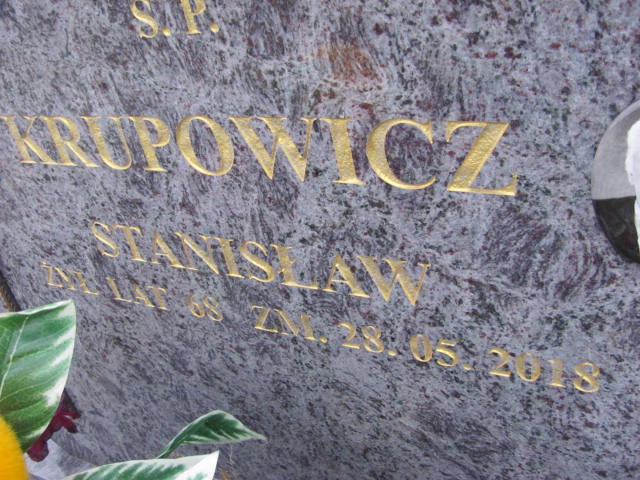 Ś.P.
KRUPOWICZ
STANISŁAW
ŻYŁ LAT 68 ZM. 28.05.2018